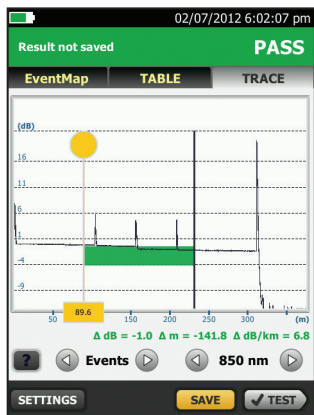 02/07/2012 6:02:07 pm
Result not saved PASS
EventMap TABLE TRACE
(dB)
16
11
6
1
-4
-9
50 89.6 150 200 250 300 (m)
Δ dB = -1.0 Δ m = -141.8 Δ dB/km = 6.8
? Events 850 nm
SETTINGS SAVE TEST